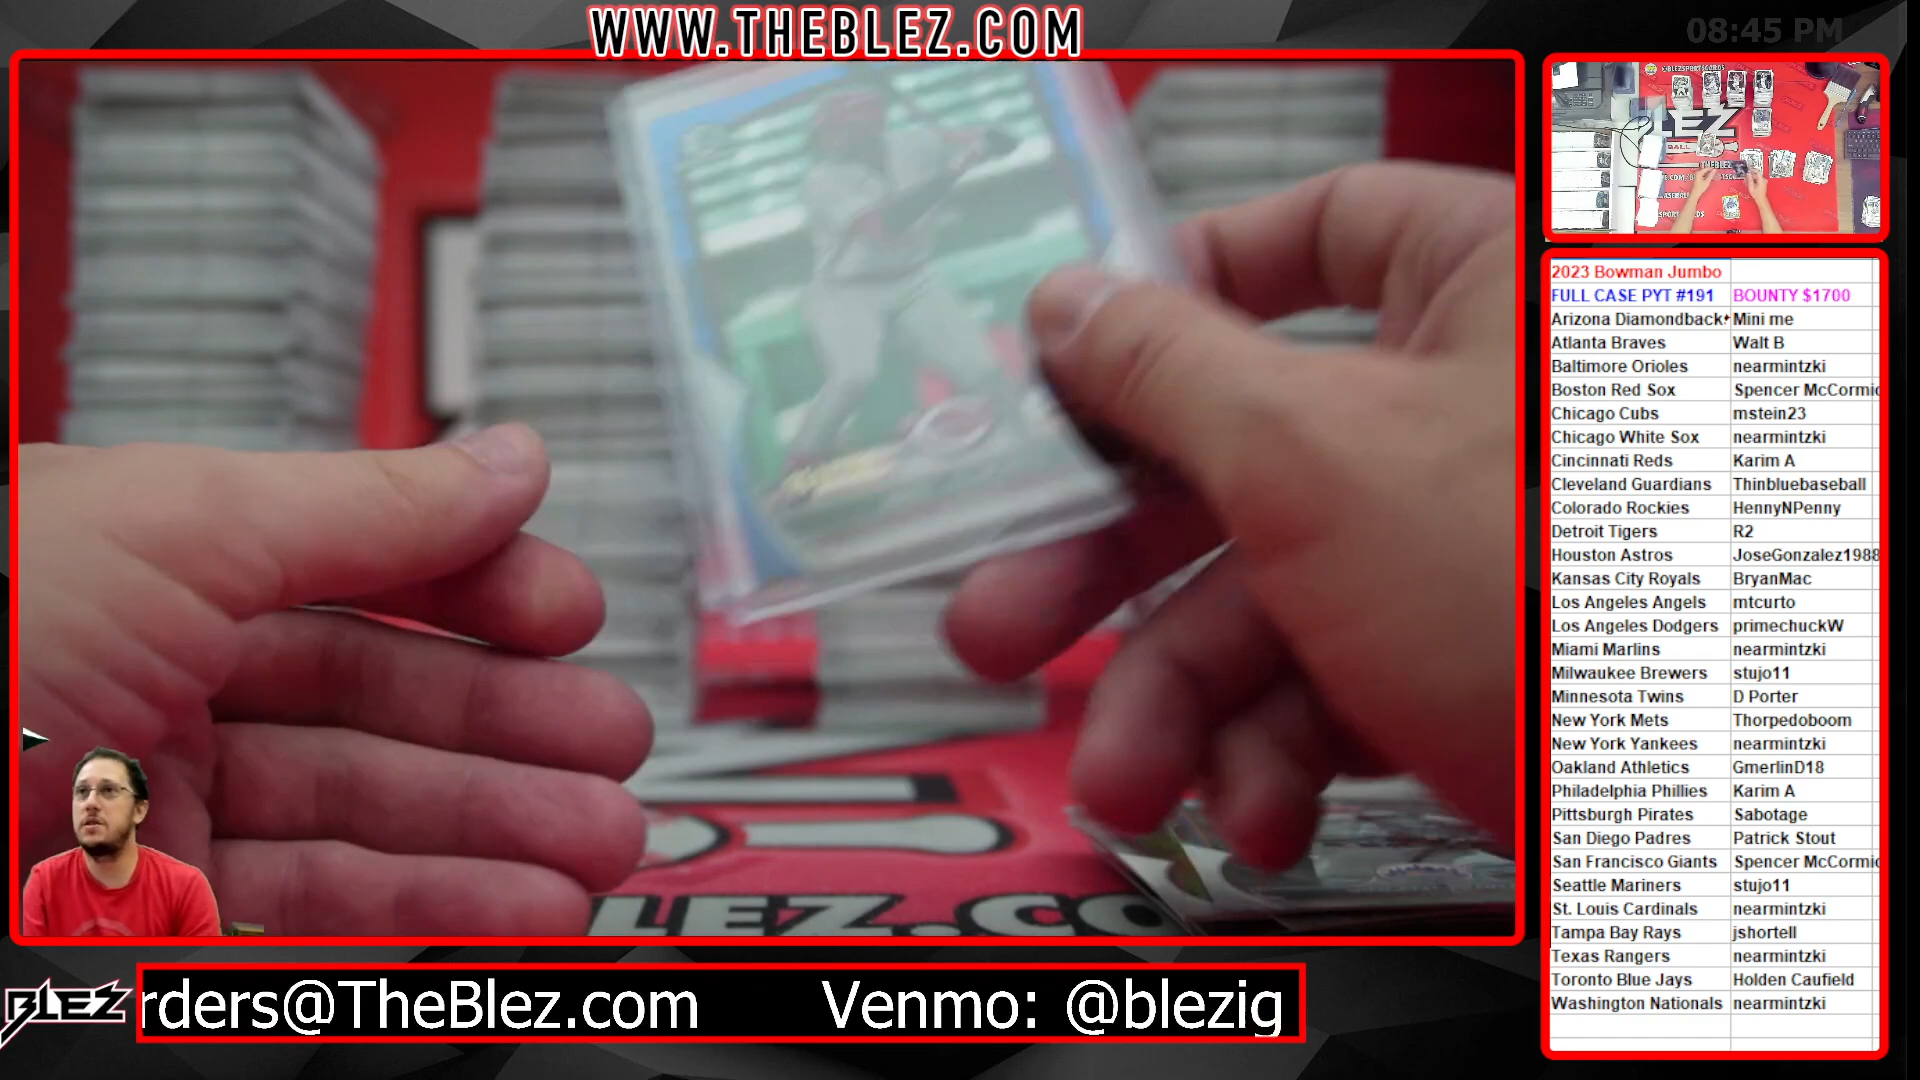 WWW.THEBLEZ.COM
08:45 PM
2023 Bowman Jumbo
FULL CASE PYT #191 BOUNTY $1700
Arizona Diamondback Mini me
Atlanta Braves Walt B
Baltimore Orioles nearmintzki
Boston Red Sox Spencer McCormic
Chicago Cubs mstein23
Chicago White Sox nearmintzki
Cincinnati Reds Karim A
Cleveland Guardians Thinbluebaseball
Colorado Rockies HennyNPenny
Detroit Tigers R2
Houston Astros JoseGonzalez1988
Kansas City Royals BryanMac
Los Angeles Angels mtcurto
Los Angeles Dodgers primechuckW
Miami Marlins nearmintzki
Milwaukee Brewers stujo11
Minnesota Twins D Porter
New York Mets Thorpedoboom
New York Yankees nearmintzki
Oakland Athletics GmerlinD18
Philadelphia Phillies Karim A
Pittsburgh Pirates Sabotage
San Diego Padres Patrick Stout
San Francisco Giants Spencer McCormic
Seattle Mariners stujo11
St. Louis Cardinals nearmintzki
Tampa Bay Rays jshortell
Texas Rangers nearmintzki
Toronto Blue Jays Holden Caufield
Washington Nationals nearmintzki
LEZ.CO
BLEZ
rders@TheBlez.com Venmo: @blezig